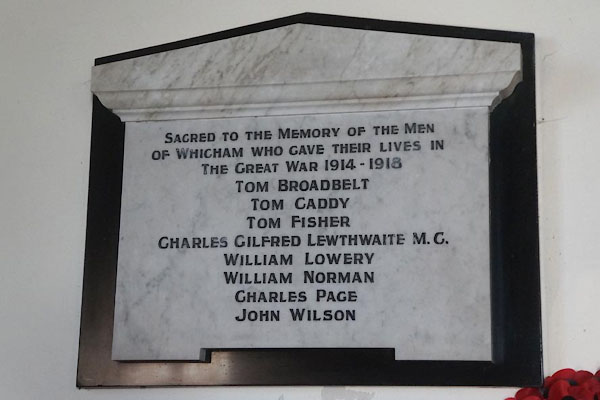 Sacred to the Memory of the Men
of Whicham who gave their lives in
The Great War 1914 - 1918
Tom Broadbelt
Tom Caddy
Tom Fisher
Charles Gilfred Lewthwaite M.C.
William Lowery
William Norman
Charles Page
John Wilson